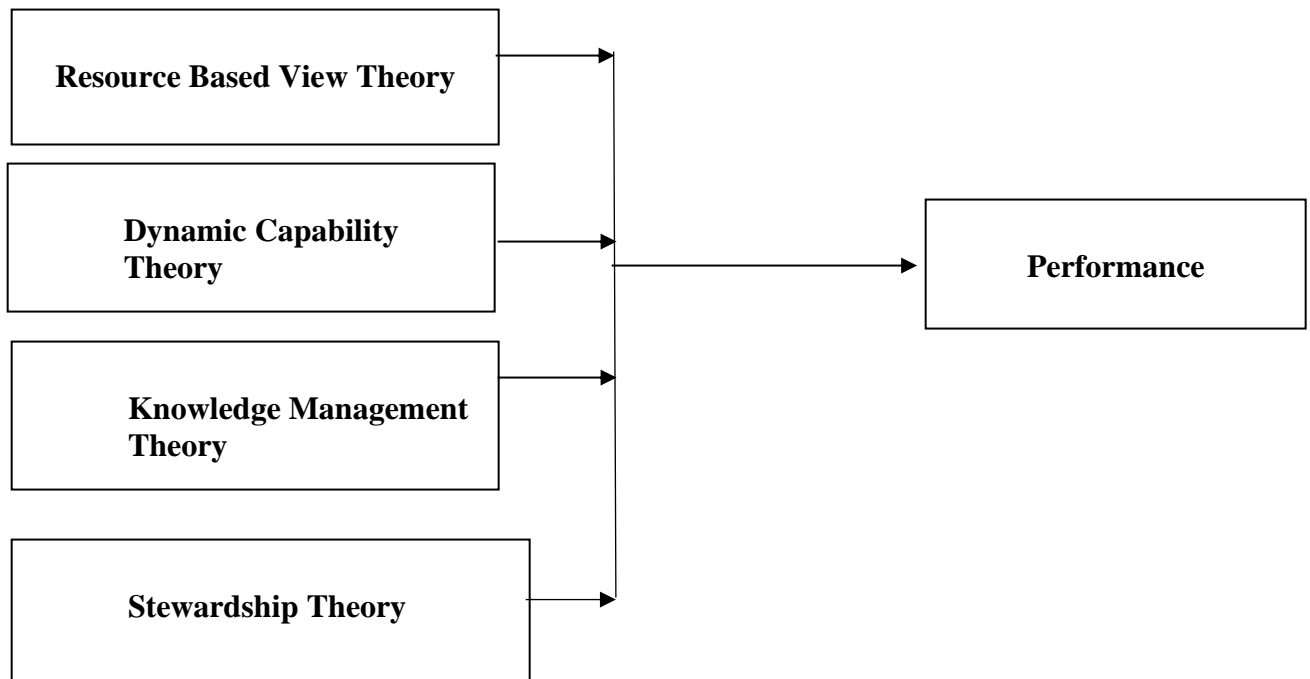 Resource Based View Theory
Dynamic Capability
Theory
Performance
Knowledge Management
Theory
Stewardship Theory